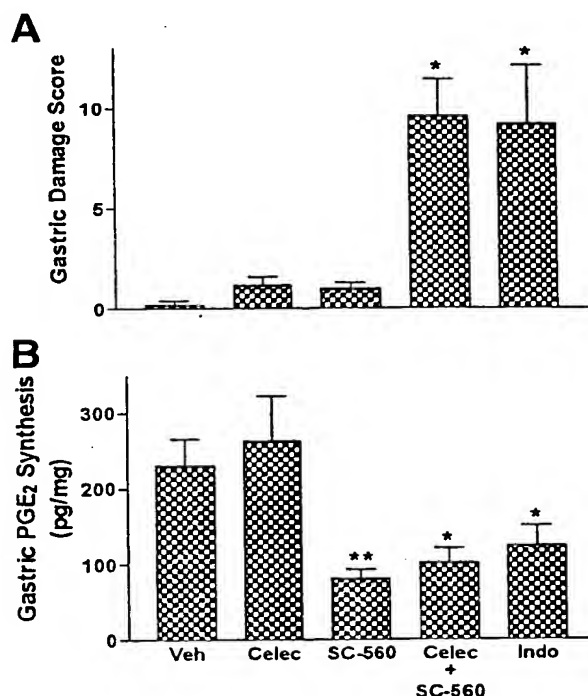 A
Gastric Damage Score
10
5
0
* *
B
Gastric PGE₂ Synthesis
(pg/mg)
300
200
100
0
** * *
Veh Celec SC-560 Celec Indo
+
SC-560